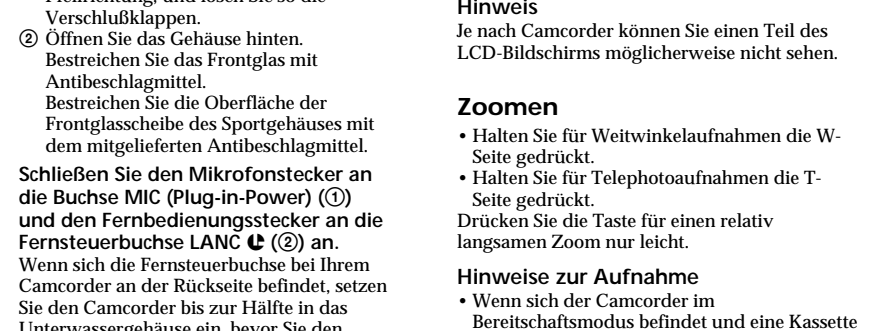 Verschlußklappen.
② Öffnen Sie das Gehäuse hinten.
Bestreichen Sie das Frontglas mit
Antibeschlagmittel.
Bestreichen Sie die Oberfläche der
Frontglasscheibe des Sportgehäuses mit
dem mitgelieferten Antibeschlagmittel.
Schließen Sie den Mikrofonstecker an
die Buchse MIC (Plug-in-Power) (①)
und den Fernbedienungsstecker an die
Fernsteuerbuchse LANC (②) an.
Wenn sich die Fernsteuerbuchse bei Ihrem
Camcorder an der Rückseite befindet, setzen
Sie den Camcorder bis zur Hälfte in das
Unterwassergehäuse ein, bevor Sie den
Hinweis
Je nach Camcorder können Sie einen Teil des
LCD-Bildschirms möglicherweise nicht sehen.
Zoomen
• Halten Sie für Weitwinkelaufnahmen die W-
Seite gedrückt.
• Halten Sie für Telephotoaufnahmen die T-
Seite gedrückt.
Drücken Sie die Taste für einen relativ
langsamen Zoom nur leicht.
Hinweise zur Aufnahme
• Wenn sich der Camcorder im
Bereitschaftsmodus befindet und eine Kassette